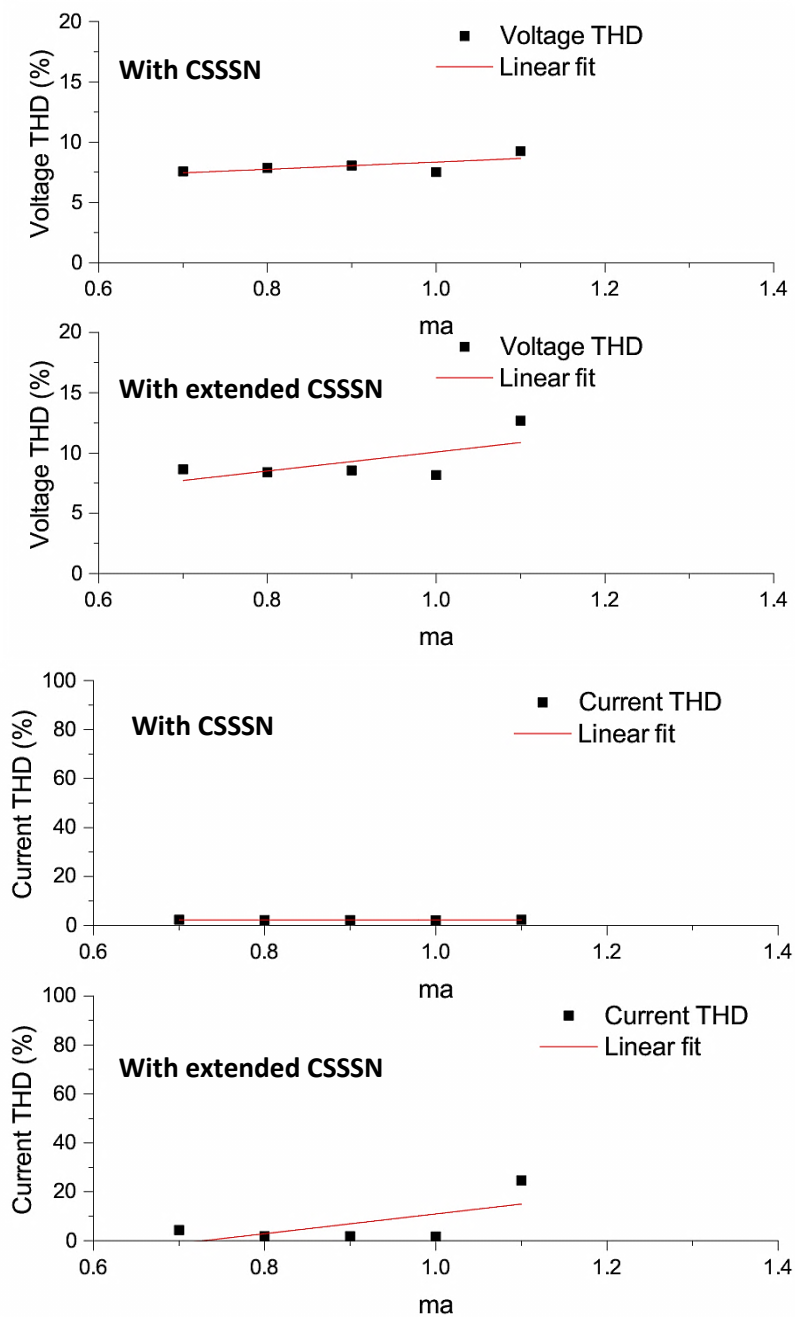 20
Voltage THD
With CSSSN
Linear fit
15
10
5
0
Voltage THD (%)
0.6 0.8 1.0 1.2 1.4
ma
20
Voltage THD
With extended CSSSN
Linear fit
15
10
5
0
Voltage THD (%)
0.6 0.8 1.0 1.2 1.4
ma
100
Current THD
With CSSSN
Linear fit
80
60
40
20
0
Current THD (%)
0.6 0.8 1.0 1.2 1.4
ma
100
Current THD
Linear fit
With extended CSSSN
80
60
40
20
0
Current THD (%)
0.6 0.8 1.0 1.2 1.4
ma